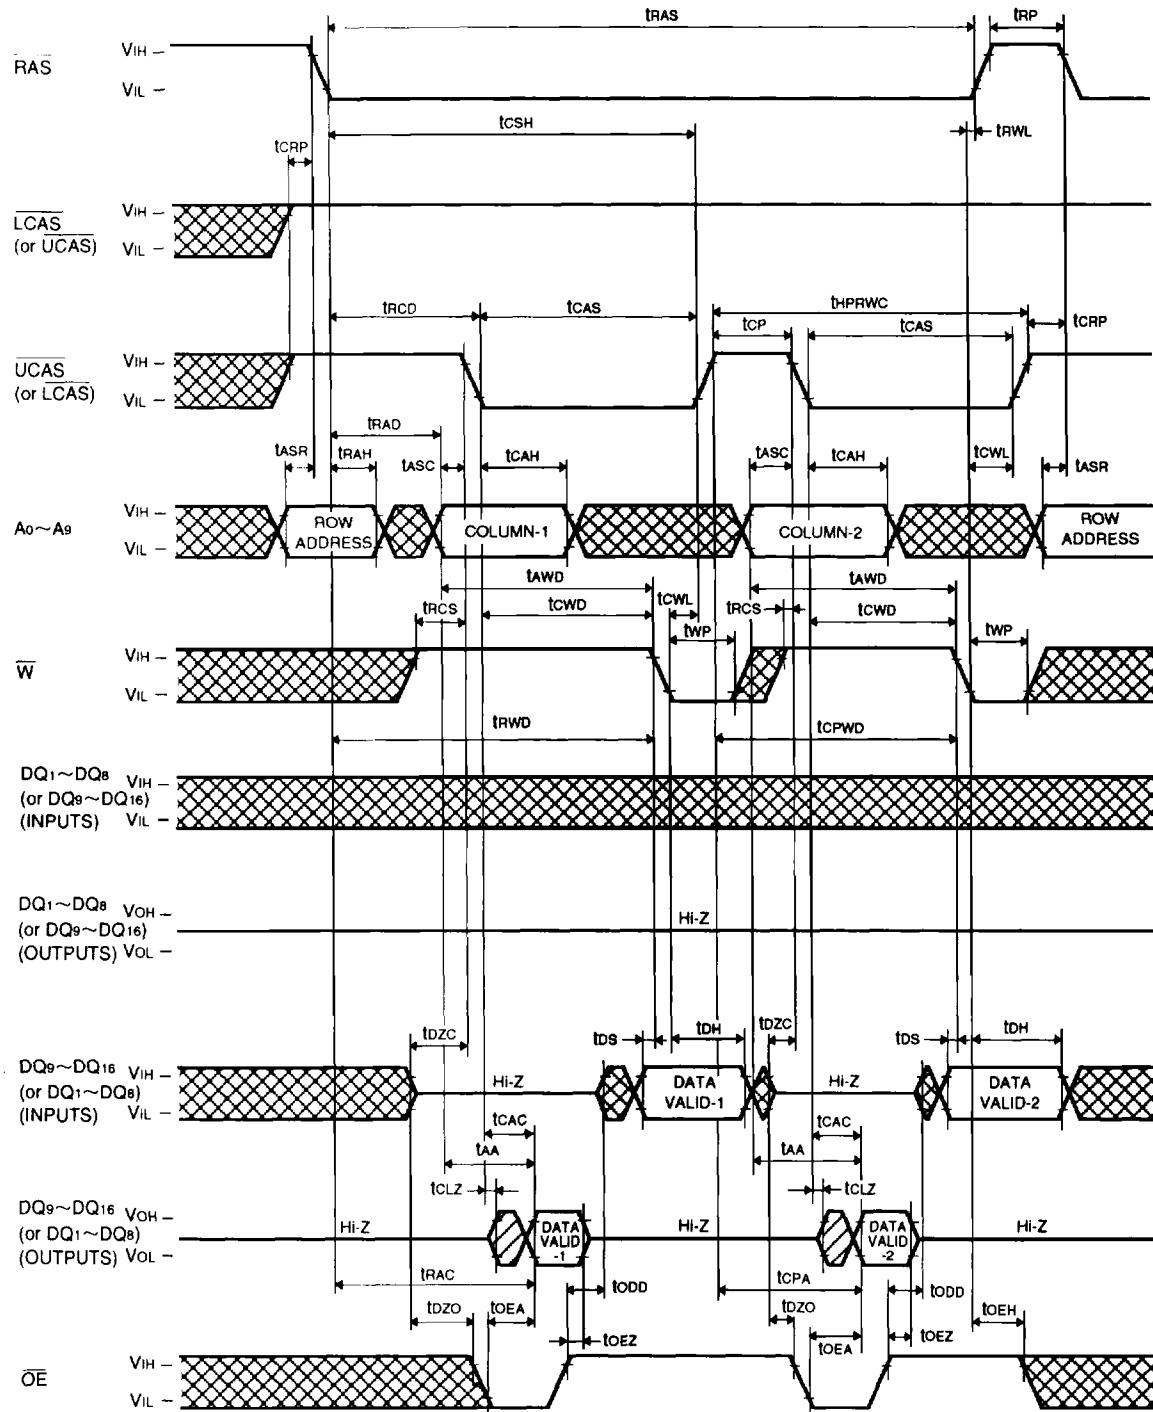 tRAS
tRP
RAS
VIH
VIL
tCSH
tRWL
tCRP
LCAS
(or UCAS)
VIH
VIL
tRCD
tCAS
tHPRWC
tCP
tCAS
tCRP
UCAS
(or LCAS)
VIH
VIL
tRAD
tASR
tRAH
tASC
tCAH
tASC
tCAH
tCWL
tASR
A0~A9
VIH
VIL
ROW
ADDRESS
COLUMN-1
COLUMN-2
ROW
ADDRESS
tAWD
tAWD
tRCS
tCWD
tCWL
tRCS
tCWD
tWP
tWP
W
VIH
VIL
tRWD
tCPWD
DQ1~DQ8
(or DQ9~DQ16)
(INPUTS)
VIH
VIL
DQ1~DQ8
(or DQ9~DQ16)
(OUTPUTS)
VOH
VOL
Hi-Z
tDZC
tDS
tDH
tDZC
tDS
tDH
DQ9~DQ16
(or DQ1~DQ8)
(INPUTS)
VIH
VIL
Hi-Z
DATA
VALID-1
Hi-Z
DATA
VALID-2
tCAC
tAA
tCAC
tAA
tCLZ
tCLZ
DQ9~DQ16
(or DQ1~DQ8)
(OUTPUTS)
VOH
VOL
Hi-Z
DATA
VALID
-1
Hi-Z
DATA
VALID
-2
Hi-Z
tRAC
tODD
tCPA
tODD
tDZO
tOEA
tOEZ
tDZO
tOEA
tOEZ
tOEH
OE
VIH
VIL